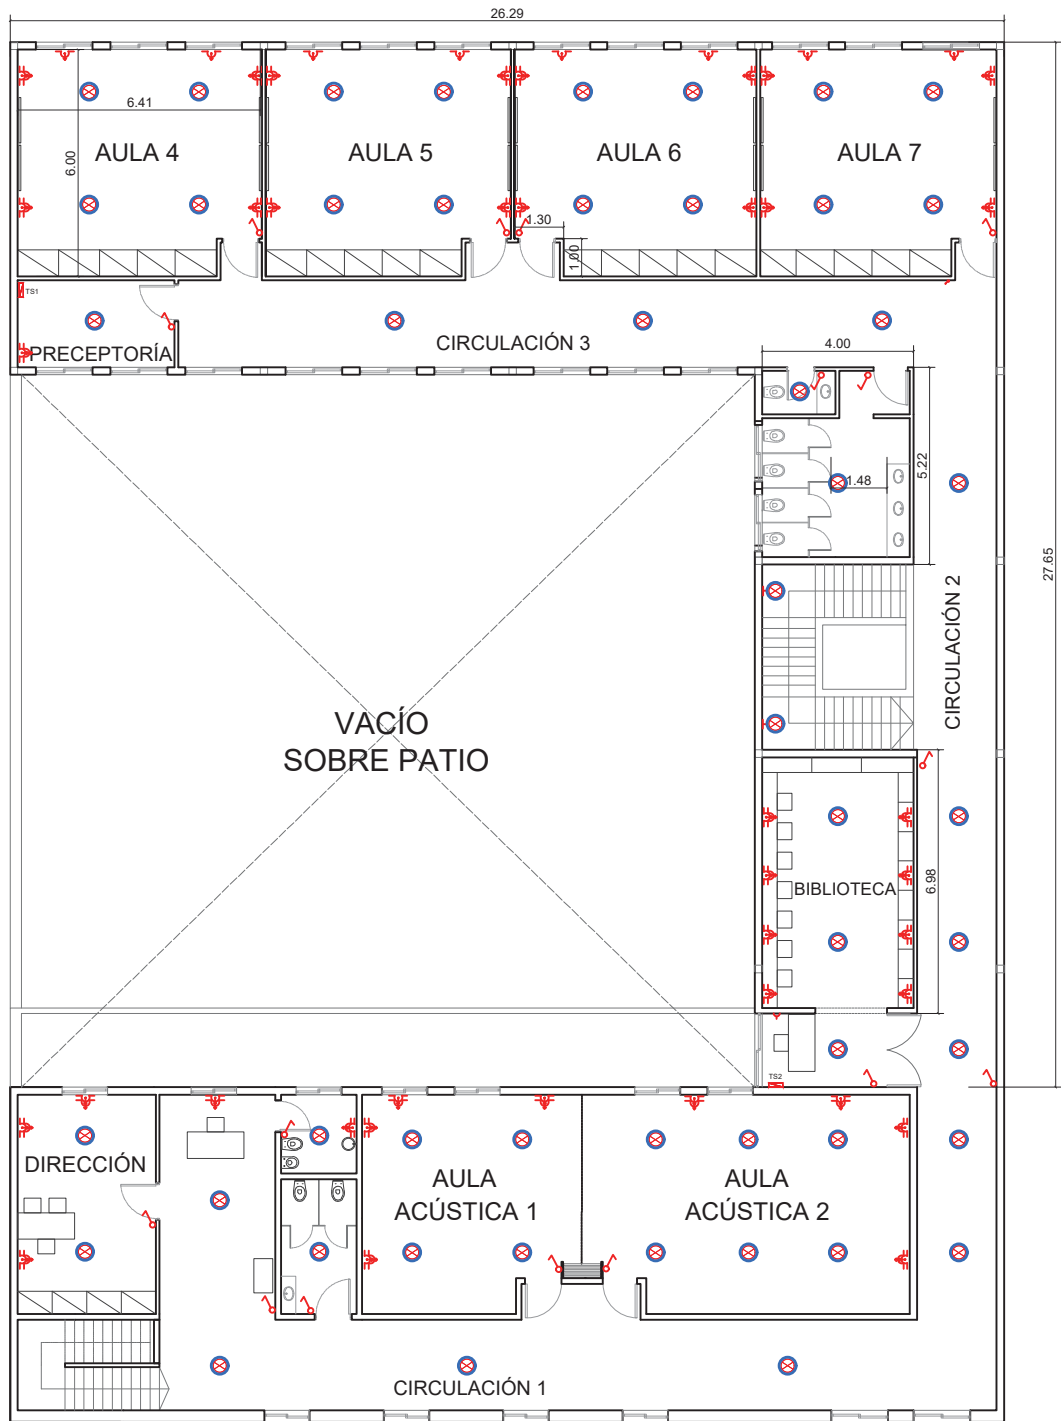 26.29
6.41
6.00
AULA 4
AULA 5
AULA 6
AULA 7
1.30
1.00
TS1
PRECEPTORÍA
CIRCULACIÓN 3
4.00
5.22
1.48
27.65
CIRCULACIÓN 2
VACÍO
SOBRE PATIO
BIBLIOTECA
6.98
TS2
DIRECCIÓN
AULA
ACÚSTICA 1
AULA
ACÚSTICA 2
CIRCULACIÓN 1